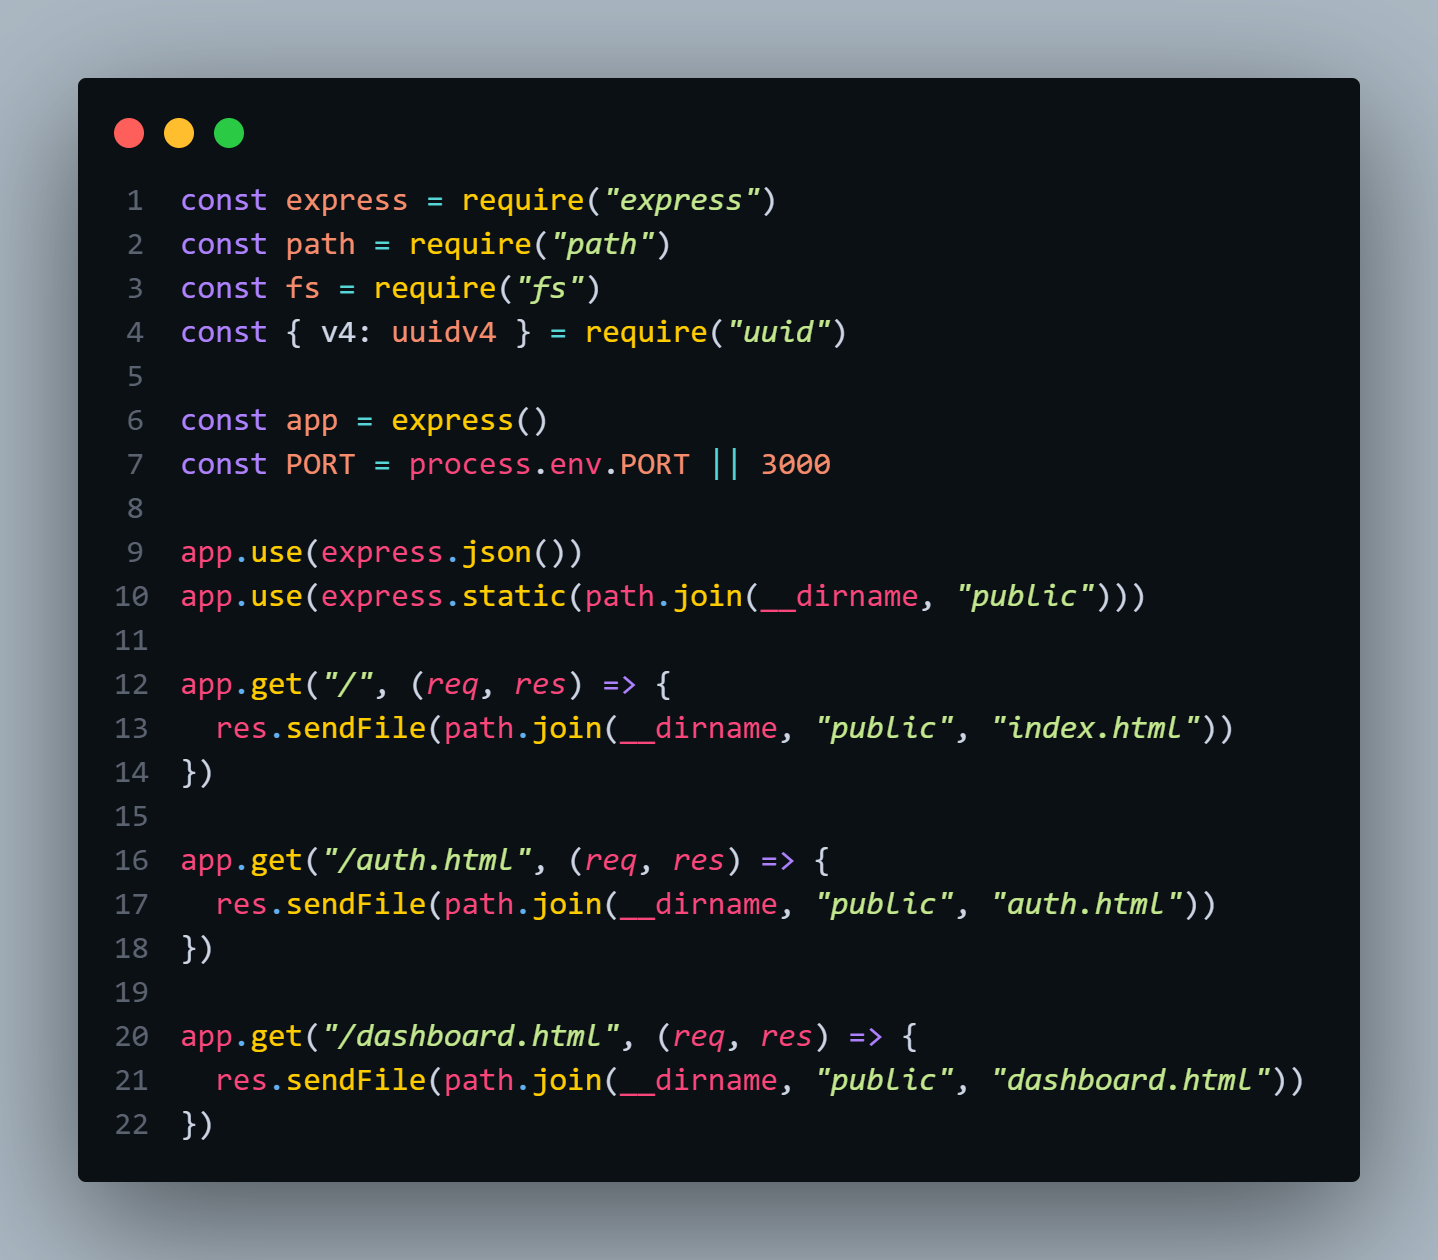 1 const express = require("express")
2 const path = require("path")
3 const fs = require("fs")
4 const { v4: uuidv4 } = require("uuid")
5
6 const app = express()
7 const PORT = process.env.PORT || 3000
8
9 app.use(express.json())
10 app.use(express.static(path.join(__dirname, "public")))
11
12 app.get("/", (req, res) => {
13   res.sendFile(path.join(__dirname, "public", "index.html"))
14 })
15
16 app.get("/auth.html", (req, res) => {
17   res.sendFile(path.join(__dirname, "public", "auth.html"))
18 })
19
20 app.get("/dashboard.html", (req, res) => {
21   res.sendFile(path.join(__dirname, "public", "dashboard.html"))
22 })